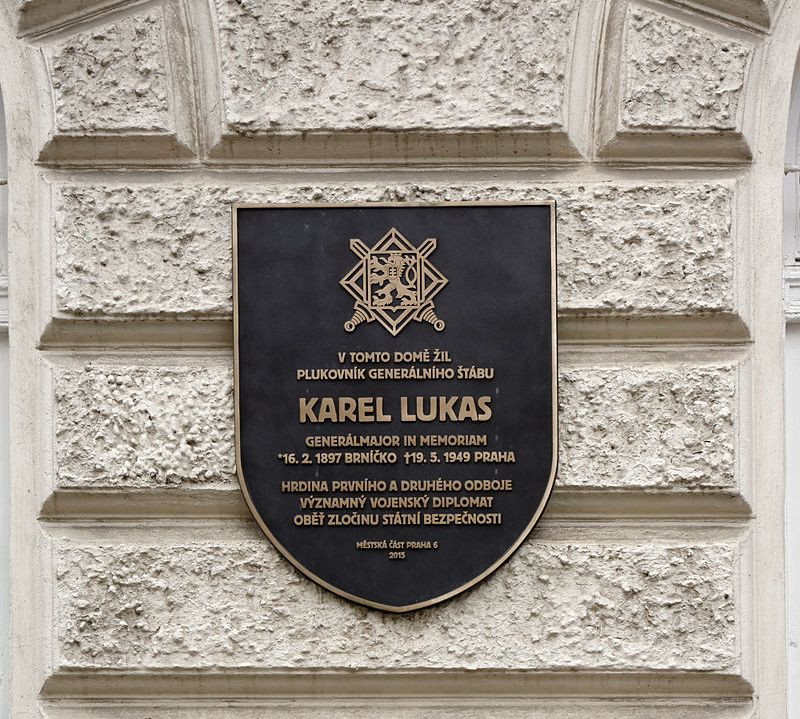 V TOMTO DOMĚ ŽIL
PLUKOVNÍK GENERÁLNÍHO ŠTÁBU
KAREL LUKAS
GENERÁLMAJOR IN MEMORIAM
*16. 2. 1897 BRNÍČKO †19. 5. 1949 PRAHA
HRDINA PRVNÍHO A DRUHÉHO ODBOJE
VÝZNAMNÝ VOJENSKÝ DIPLOMAT
OBĚŤ ZLOČINU STÁTNÍ BEZPEČNOSTI
MĚSTSKÁ ČÁST PRAHA 6
2015